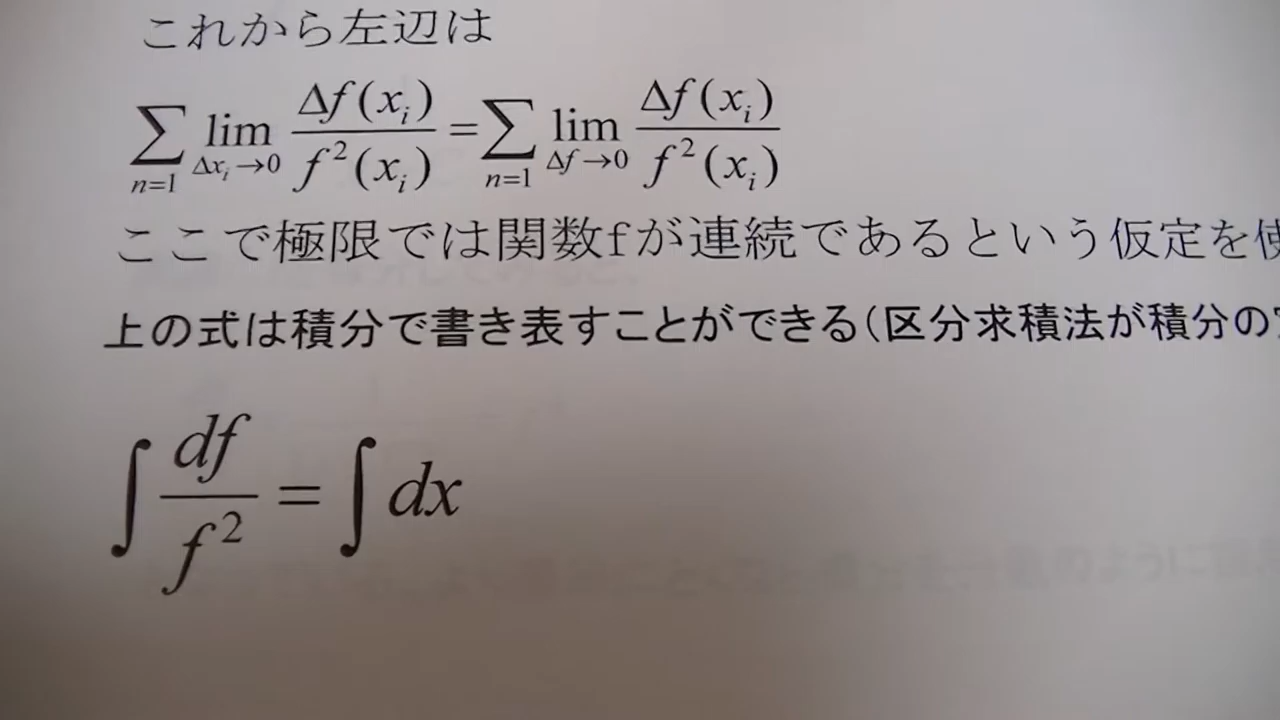 これから左辺は
∑_{n=1} lim_{Δx_i→0} Δf(x_i)/f²(x_i) = ∑_{n=1} lim_{Δf→0} Δf(x_i)/f²(x_i)
ここで極限では関数fが連続であるという仮定を使
上の式は積分で書き表すことができる(区分求積法が積分の
∫ df/f² = ∫ dx